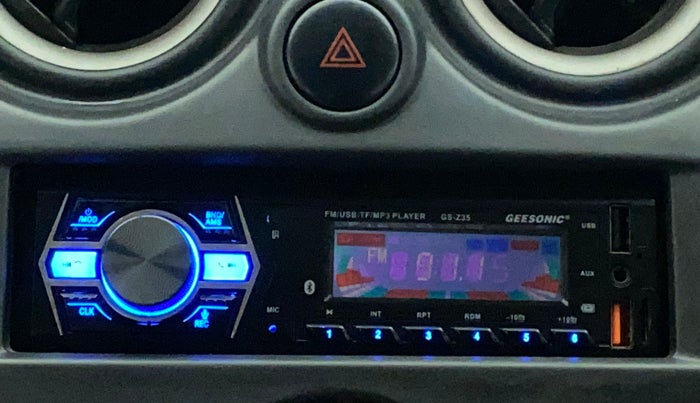 FM/USB/TF/MP3 PLAYER GS-Z35 GEESONIC®
⏻/MOD BND/AMS
FM
USB
AUX
CLK REC
MIC
INT RPT RDM -10 +10
1 2 3 4 5 6